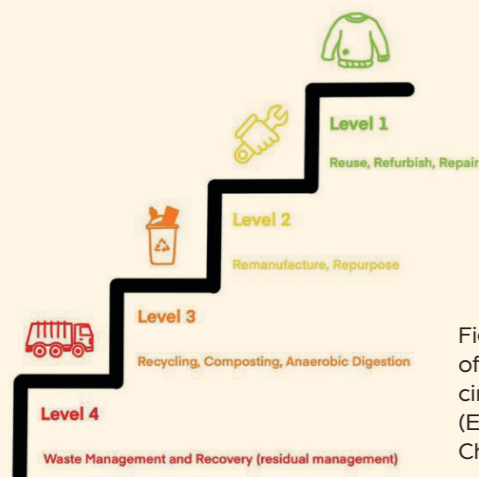 Level 1
Reuse, Refurbish, Repair
Level 2
Remanufacture, Repurpose
Level 3
Recycling, Composting, Anaerobic Digestion
Level 4
Waste Management and Recovery (residual management)
of
(E